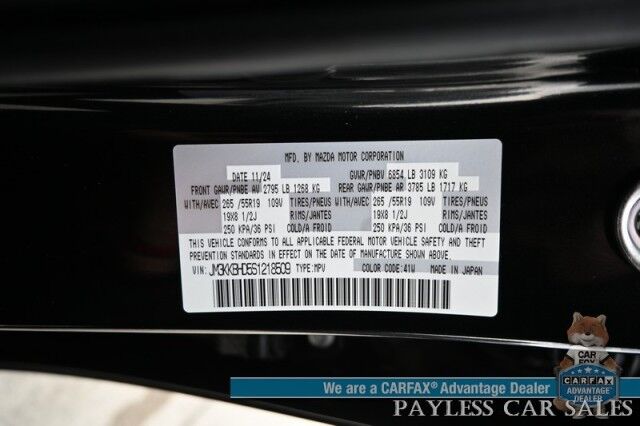 MFD. BY MAZDA MOTOR CORPORATION
DATE 11/24 GVWR/PNBV 6854 LB 3109 KG
FRONT GAWR/PNBE AV 2795 LB 1268 KG REAR GAWR/PNBE AR 3785 LB 1717 KG
WITH/AVEC 265 /55R19 109V TIRES/PNEUS WITH/AVEC 265 /55R19 109V TIRES/PNEUS
19X8 1/2J RIMS/JANTES 19X8 1/2J RIMS/JANTES
250 KPA/36 PSI COLD/A FROID 250 KPA/36 PSI COLD/A FROID
THIS VEHICLE CONFORMS TO ALL APPLICABLE FEDERAL MOTOR VEHICLE SAFETY AND THEFT
PREVENTION STANDARDS IN EFFECT ON THE DATE OF MANUFACTURE SHOWN ABOVE.
VIN: JM3KKBHD5S1218509 TYPE:MPV COLOR CODE:41W MADE IN JAPAN
We are a CARFAX® Advantage Dealer
CAR
FOX
CARFAX
ADVANTAGE
DEALER
PAYLESS CAR SALES